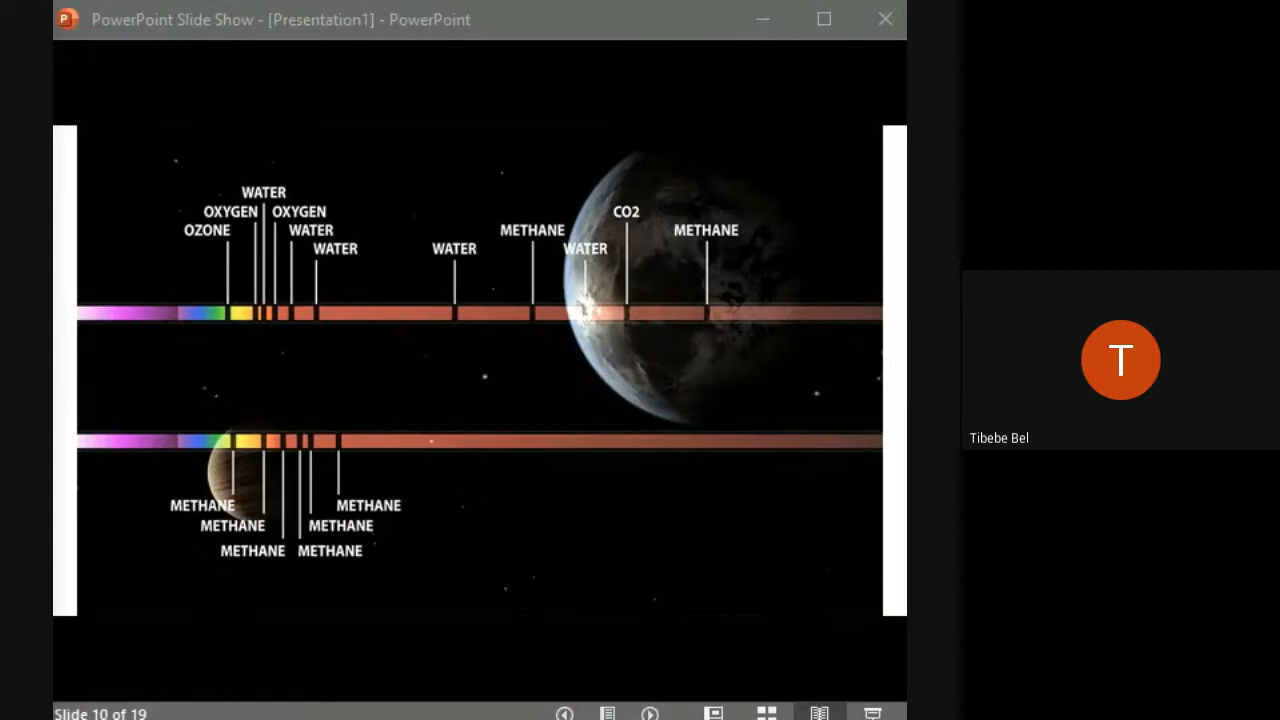 PowerPoint Slide Show - [Presentation1] - PowerPoint
WATER
OXYGEN OXYGEN CO2
OZONE WATER METHANE METHANE
WATER WATER WATER
T
Tibebe Bel
METHANE METHANE
METHANE METHANE
METHANE METHANE
Slide 10 of 19